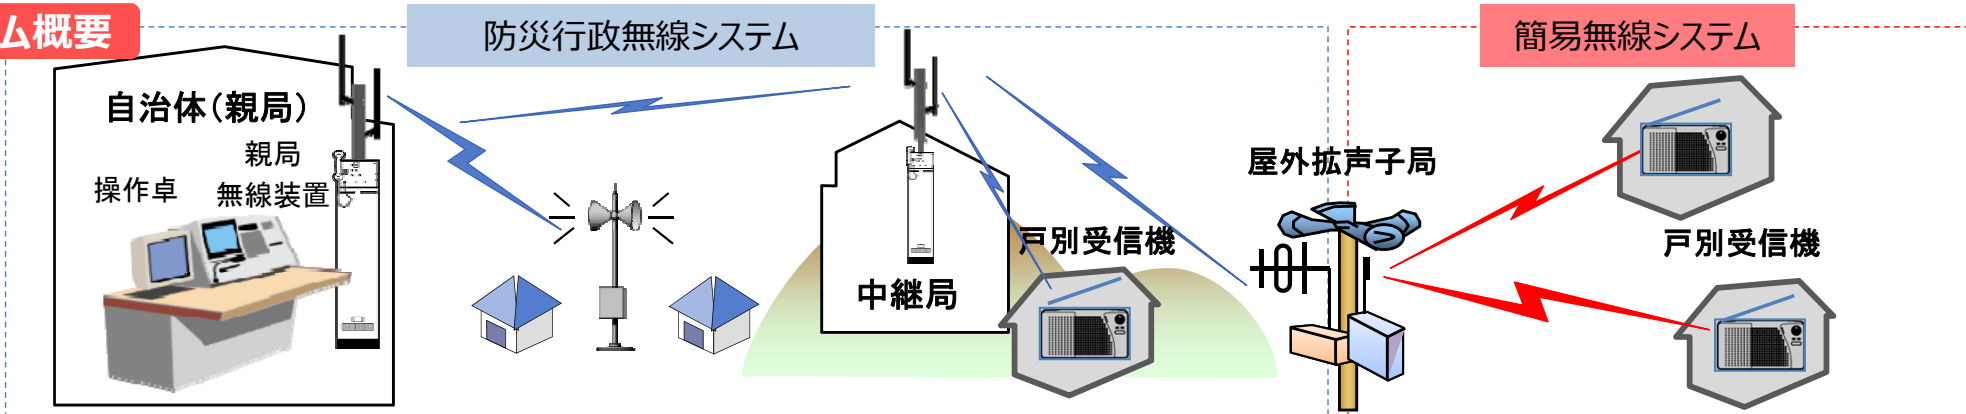 ム概要
防災行政無線システム
簡易無線システム
自治体（親局）
親局
無線装置
操作卓
中継局
戸別受信機
屋外拡声子局
戸別受信機